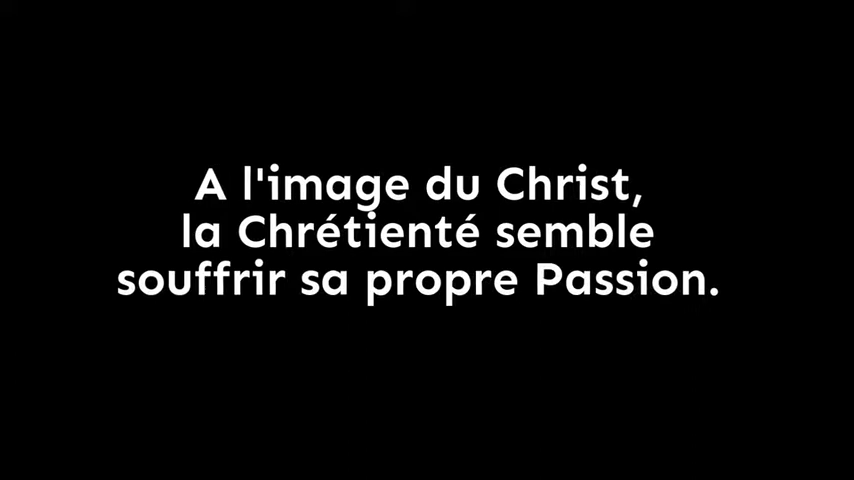 A l'image du Christ,
la Chrétienté semble
souffrir sa propre Passion.